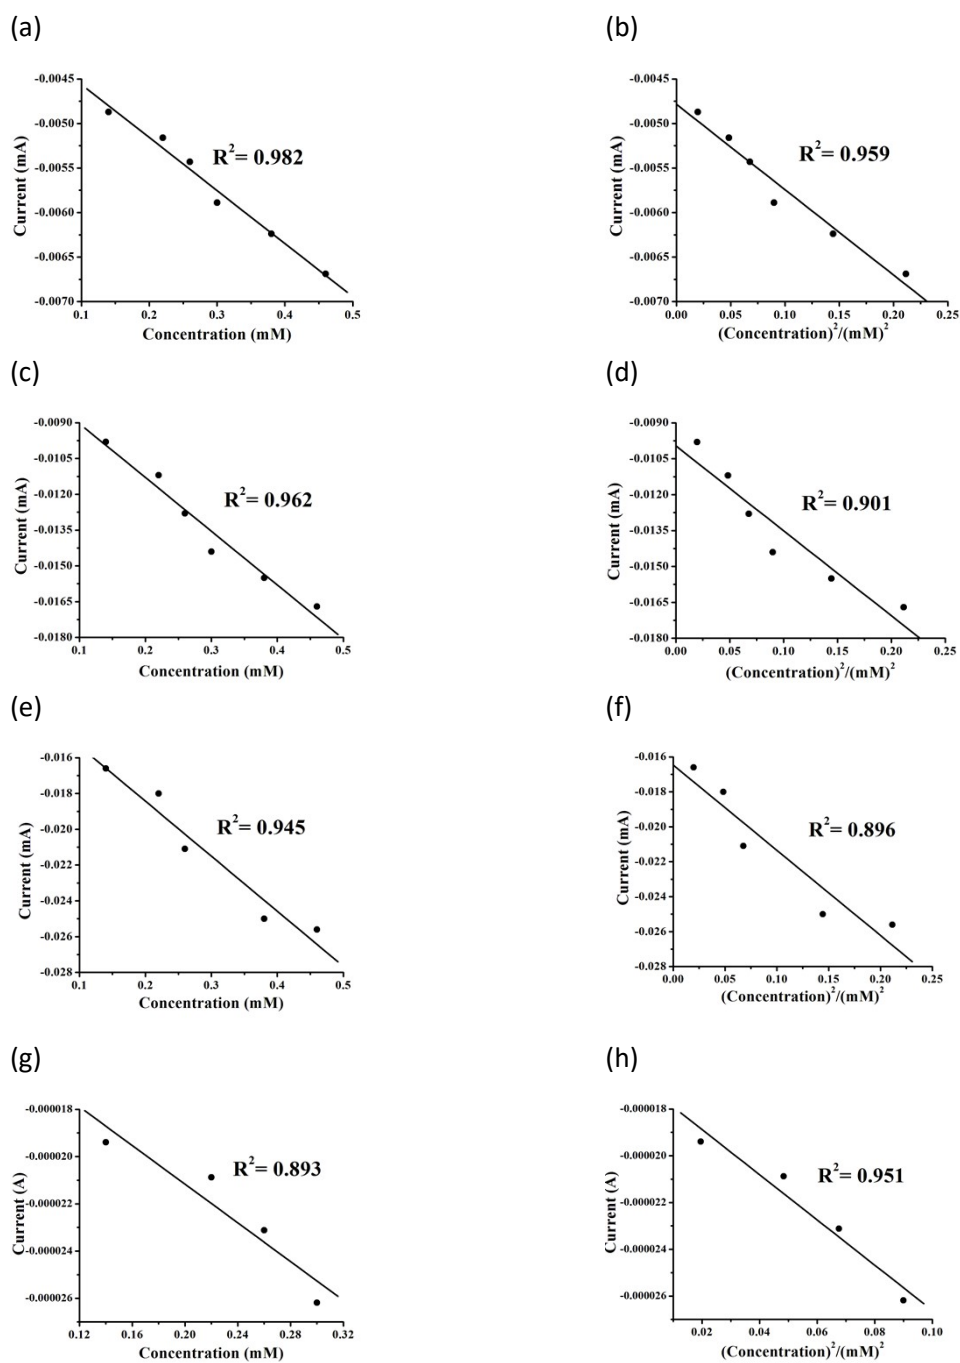 (a)
(b)
-0.0045
-0.0050
-0.0055
-0.0060
-0.0065
-0.0070
Current (mA)
R²= 0.982
0.1 0.2 0.3 0.4 0.5
Concentration (mM)
-0.0045
-0.0050
-0.0055
-0.0060
-0.0065
-0.0070
Current (mA)
R²= 0.959
0.00 0.05 0.10 0.15 0.20 0.25
(Concentration)²/(mM)²
(c)
(d)
-0.0090
-0.0105
-0.0120
-0.0135
-0.0150
-0.0165
-0.0180
Current (mA)
R²= 0.962
0.1 0.2 0.3 0.4 0.5
Concentration (mM)
-0.0090
-0.0105
-0.0120
-0.0135
-0.0150
-0.0165
-0.0180
Current (mA)
R²= 0.901
0.00 0.05 0.10 0.15 0.20 0.25
(Concentration)²/(mM)²
(e)
(f)
-0.016
-0.018
-0.020
-0.022
-0.024
-0.026
-0.028
Current (mA)
R²= 0.945
0.1 0.2 0.3 0.4 0.5
Concentration (mM)
-0.016
-0.018
-0.020
-0.022
-0.024
-0.026
-0.028
Current (mA)
R²= 0.896
0.00 0.05 0.10 0.15 0.20 0.25
(Concentration)²/(mM)²
(g)
(h)
-0.000018
-0.000020
-0.000022
-0.000024
-0.000026
Current (A)
R²= 0.893
0.12 0.16 0.20 0.24 0.28 0.32
Concentration (mM)
-0.000018
-0.000020
-0.000022
-0.000024
-0.000026
Current (A)
R²= 0.951
0.02 0.04 0.06 0.08 0.10
(Concentration)²/(mM)²